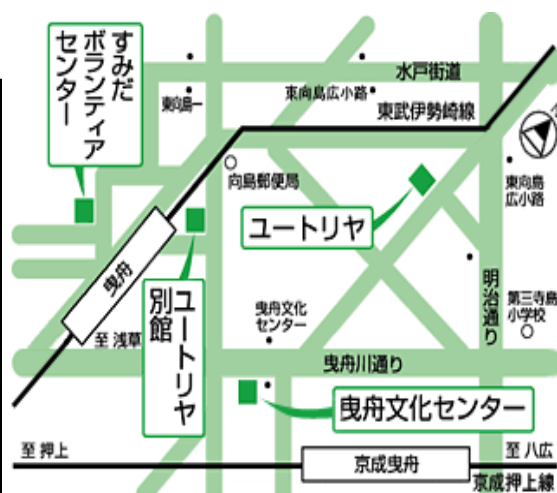 すみだ
ボランティア
センター
水戸街道
東向島一
東向島広小路
東武伊勢崎線
向島郵便局
東向島
広小路
ユートリヤ
曳舟
ユートリヤ
別館
曳舟文化
センター
明治通り
第三寺島
小学校
至 浅草
曳舟川通り
曳舟文化センター
至 押上
京成曳舟
至 八広
京成押上線